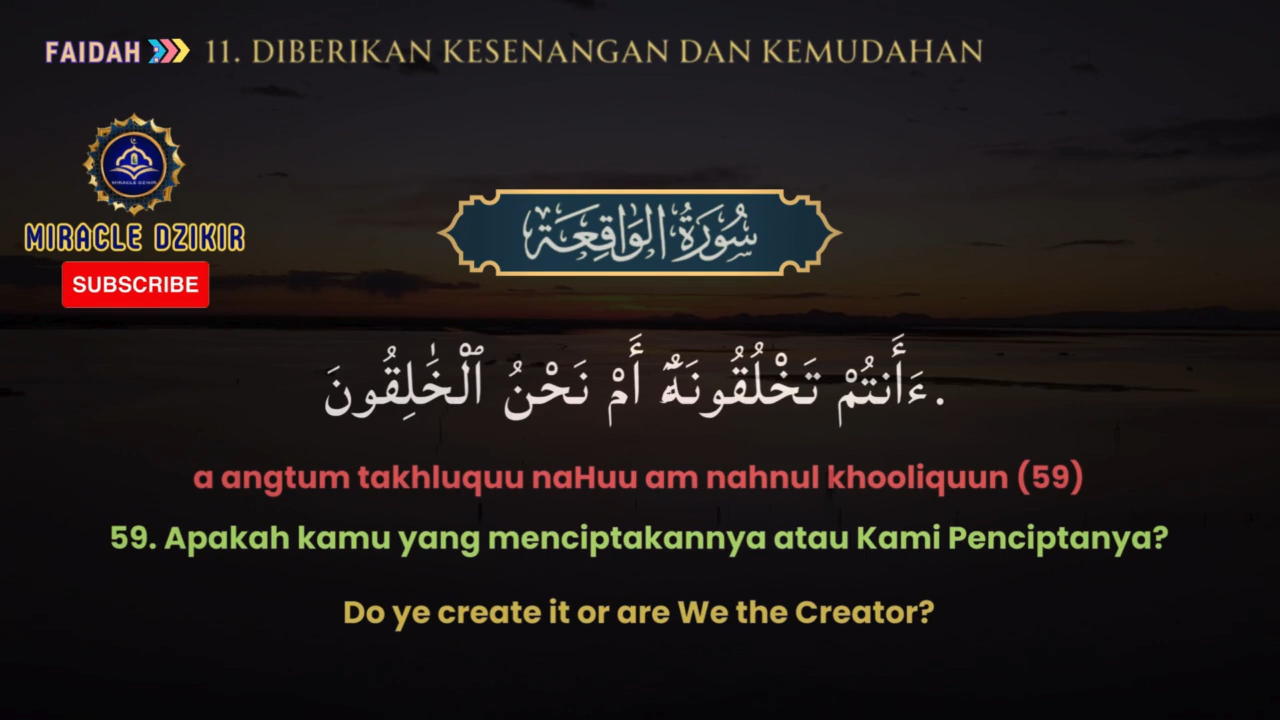 FAIDAH 11. DIBERIKAN KESENANGAN DAN KEMUDAHAN
MIRACLE DZIKIR
MIRACLE DZIKIR
SUBSCRIBE
سُورَةُ الوَاقِعَة
ءَأَنتُمْ تَخْلُقُونَهُۥٓ أَمْ نَحْنُ ٱلْخَٰلِقُونَ.
a angtum takhluquu naHuu am nahnul khooliquun (59)
59. Apakah kamu yang menciptakannya atau Kami Penciptanya?
Do ye create it or are We the Creator?